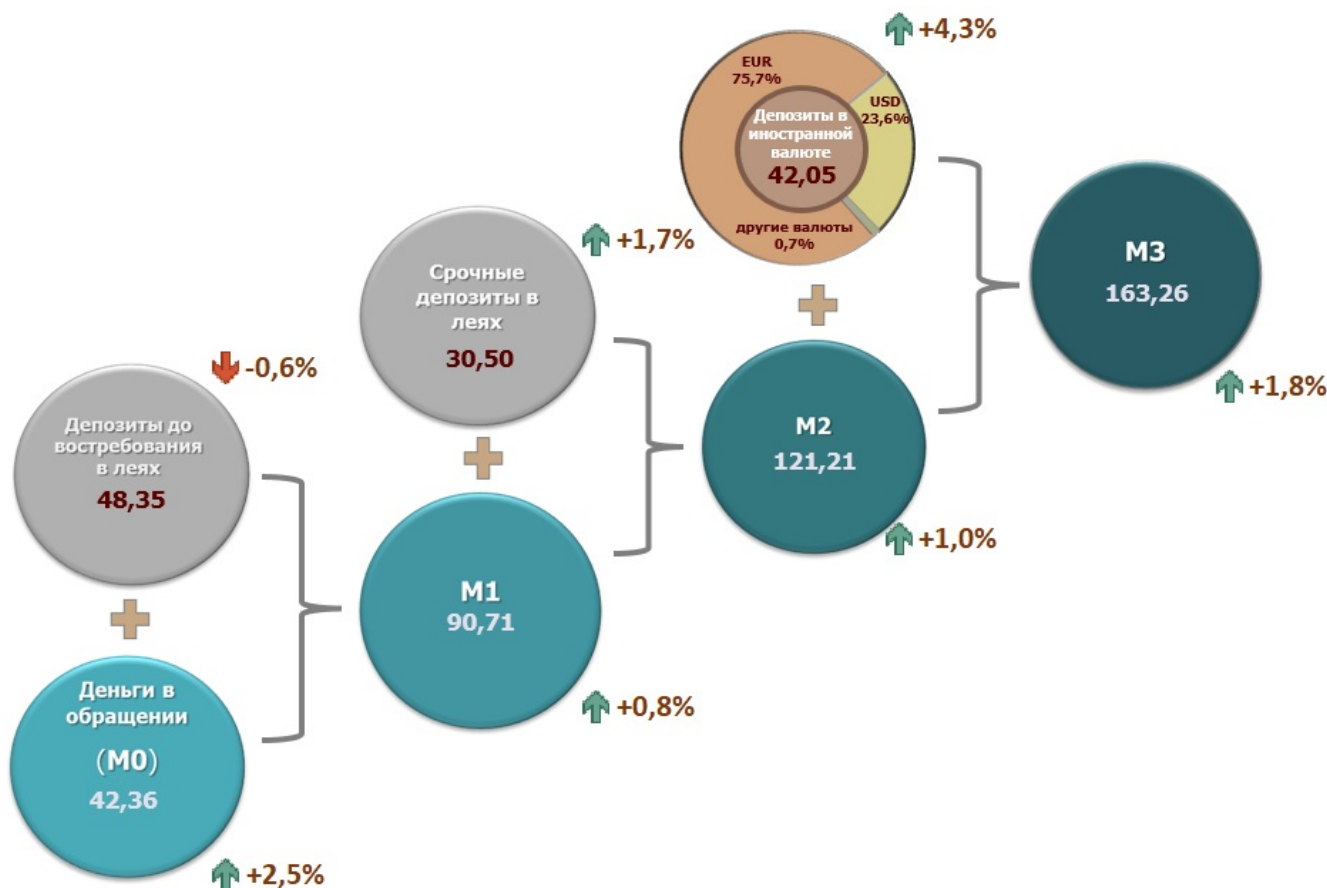 +4,3%
EUR
75,7%
USD
23,6%
Депозиты в
иностранной
валюте
42,05
другие валюты
0,7%
+1,7%
Срочные
депозиты в
леях
30,50
M3
163,26
+1,8%
-0,6%
Депозиты до
востребования
в леях
48,35
M2
121,21
+1,0%
M1
90,71
+0,8%
Деньги в
обращении
(M0)
42,36
+2,5%